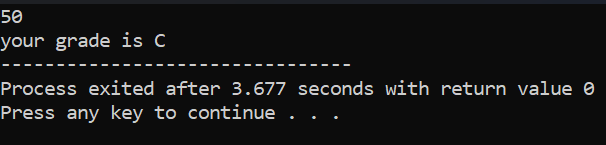 50
your grade is C
--------------------------------
Process exited after 3.677 seconds with return value 0
Press any key to continue . . .